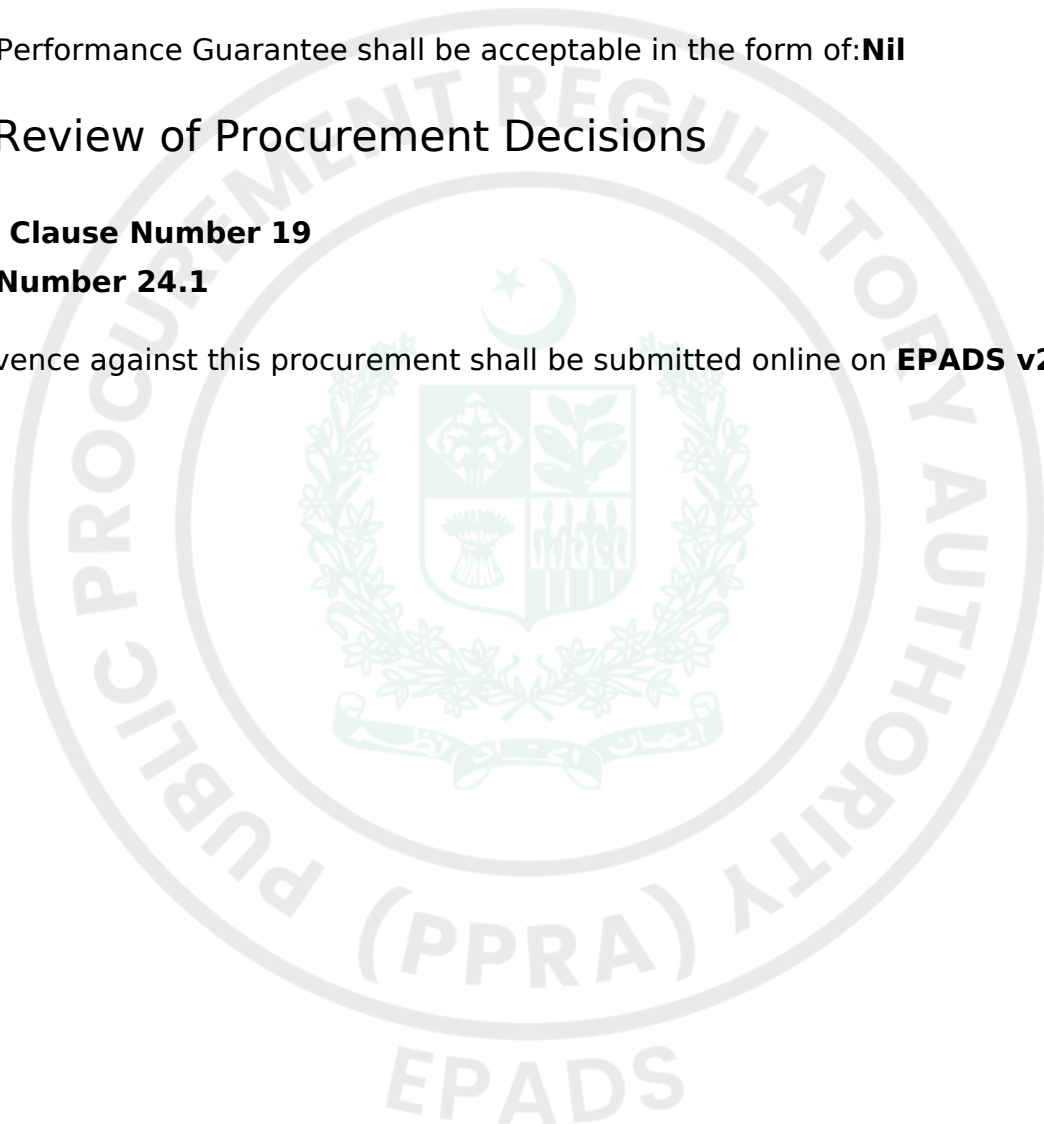 Performance Guarantee shall be acceptable in the form of:Nil
Review of Procurement Decisions
Clause Number 19
Number 24.1
vence against this procurement shall be submitted online on EPADS v2
PUBLIC PROCUREMENT REGULATORY AUTHORITY
(PPRA)
EPADS